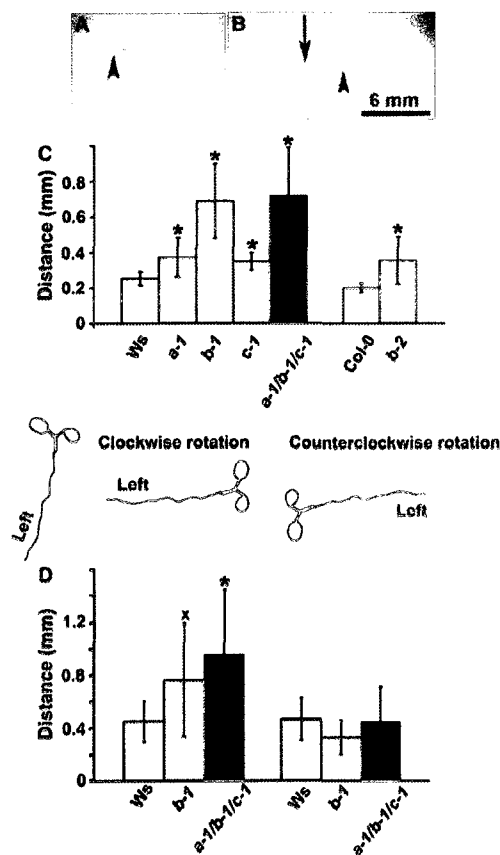 A B
6 mm
C
Distance (mm)
0.8
0.6
0.4
0.2
0
Ws a-1 b-1 c-1 a-1/b-1/c-1 Col-0 b-2
* * * * *
Clockwise rotation Counterclockwise rotation
Left Left Left
D
Distance (mm)
1.2
0.8
0.4
0
x *
Ws b-1 a-1/b-1/c-1 Ws b-1 a-1/b-1/c-1